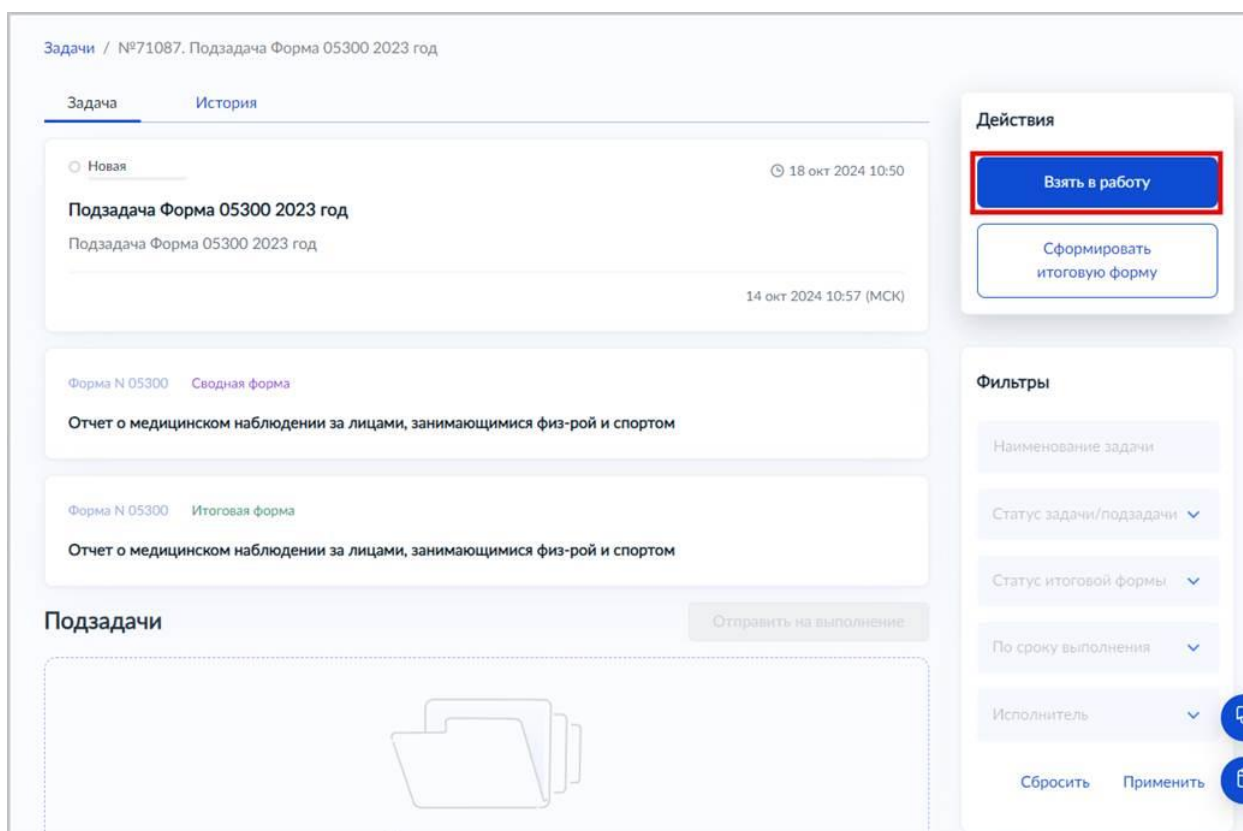 Задачи / №71087. Подзадача Форма 05300 2023 год
Задача
История
Новая
18 окт 2024 10:50
Подзадача Форма 05300 2023 год
Подзадача Форма 05300 2023 год
14 окт 2024 10:57 (МСК)
Форма N 05300 Сводная форма
Отчет о медицинском наблюдении за лицами, занимающимися физ-рой и спортом
Форма N 05300 Итоговая форма
Отчет о медицинском наблюдении за лицами, занимающимися физ-рой и спортом
Подзадачи
Отправить на выполнение
Действия
Взять в работу
Сформировать
итоговую форму
Фильтры
Наименование задачи
Статус задачи/подзадачи
Статус итоговой формы
По сроку выполнения
Исполнитель
Сбросить
Применить